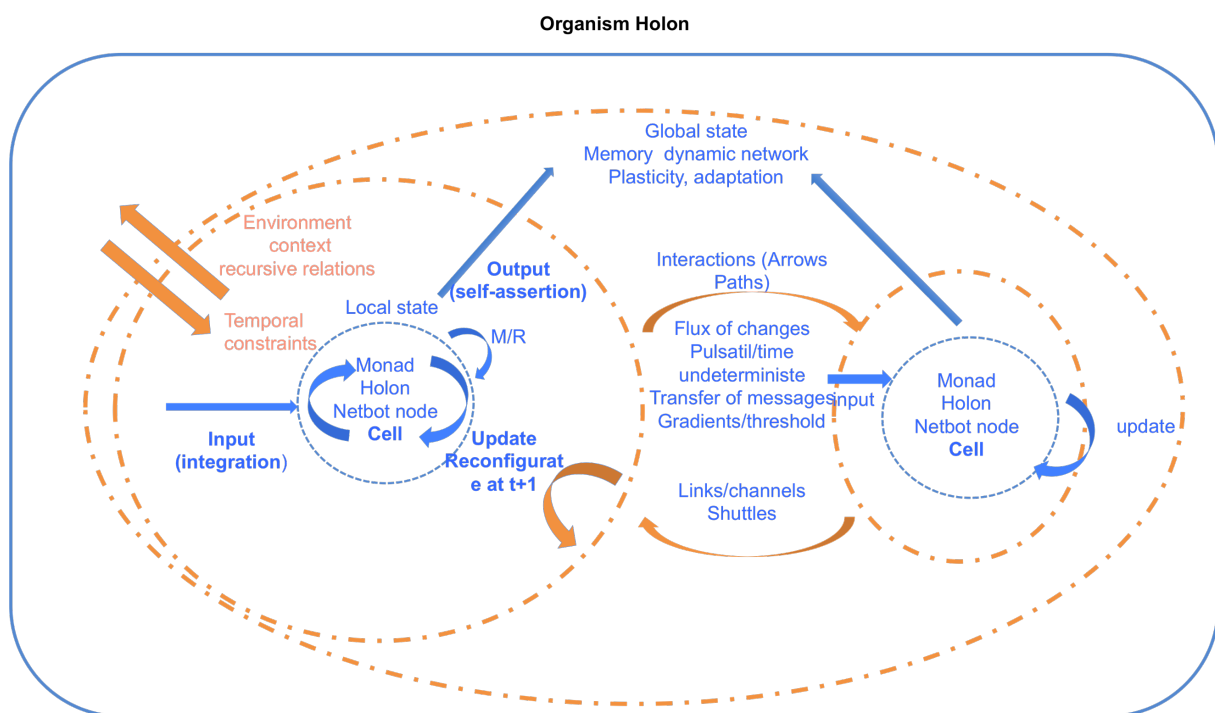 Organism Holon
Global state
Memory dynamic network
Plasticity, adaptation
Environment
context
recursive relations
Temporal
constraints
Output
(self-assertion)
Local state
M/R
Monad
Holon
Netbot node
Cell
Input
(integration)
Update
Reconfigurat
e at t+1
Interactions (Arrows
Paths)
Flux of changes
Pulsatil/time
undeterministe
Transfer of messages
Gradients/threshold
input
Links/channels
Shuttles
Monad
Holon
Netbot node
Cell
update